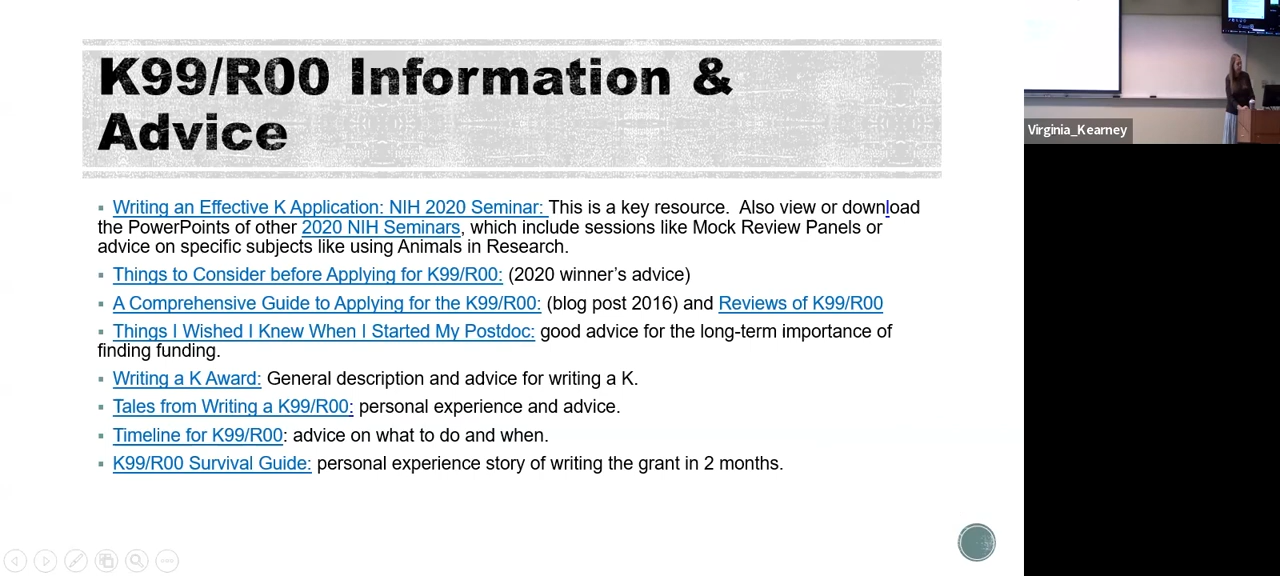 K99/R00 Information &
Advice
Writing an Effective K Application: NIH 2020 Seminar: This is a key resource. Also view or download
the PowerPoints of other 2020 NIH Seminars, which include sessions like Mock Review Panels or
advice on specific subjects like using Animals in Research.
Things to Consider before Applying for K99/R00: (2020 winner's advice)
A Comprehensive Guide to Applying for the K99/R00: (blog post 2016) and Reviews of K99/R00
Things I Wished I Knew When I Started My Postdoc: good advice for the long-term importance of
finding funding.
Writing a K Award: General description and advice for writing a K.
Tales from Writing a K99/R00: personal experience and advice.
Timeline for K99/R00: advice on what to do and when.
K99/R00 Survival Guide: personal experience story of writing the grant in 2 months.
Virginia_Kearney